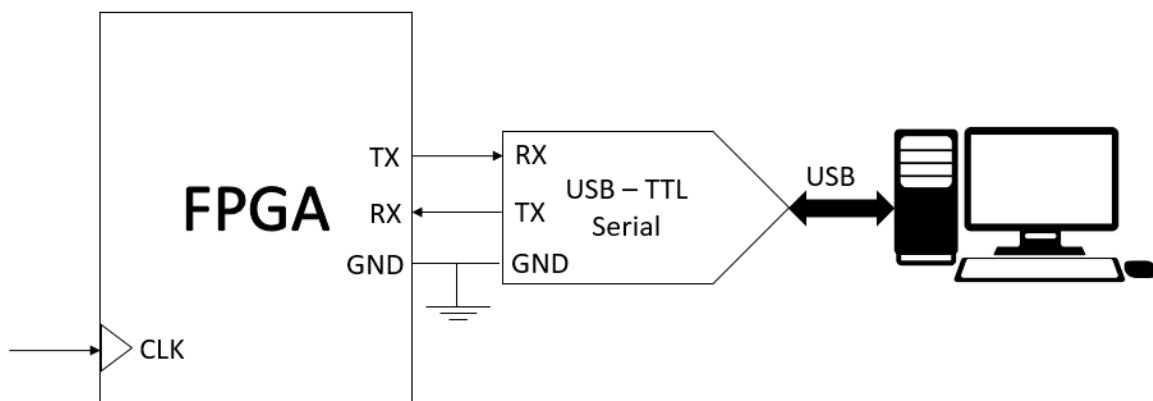 FPGA
TX
RX
GND
CLK
RX
TX
GND
USB – TTL
Serial
USB